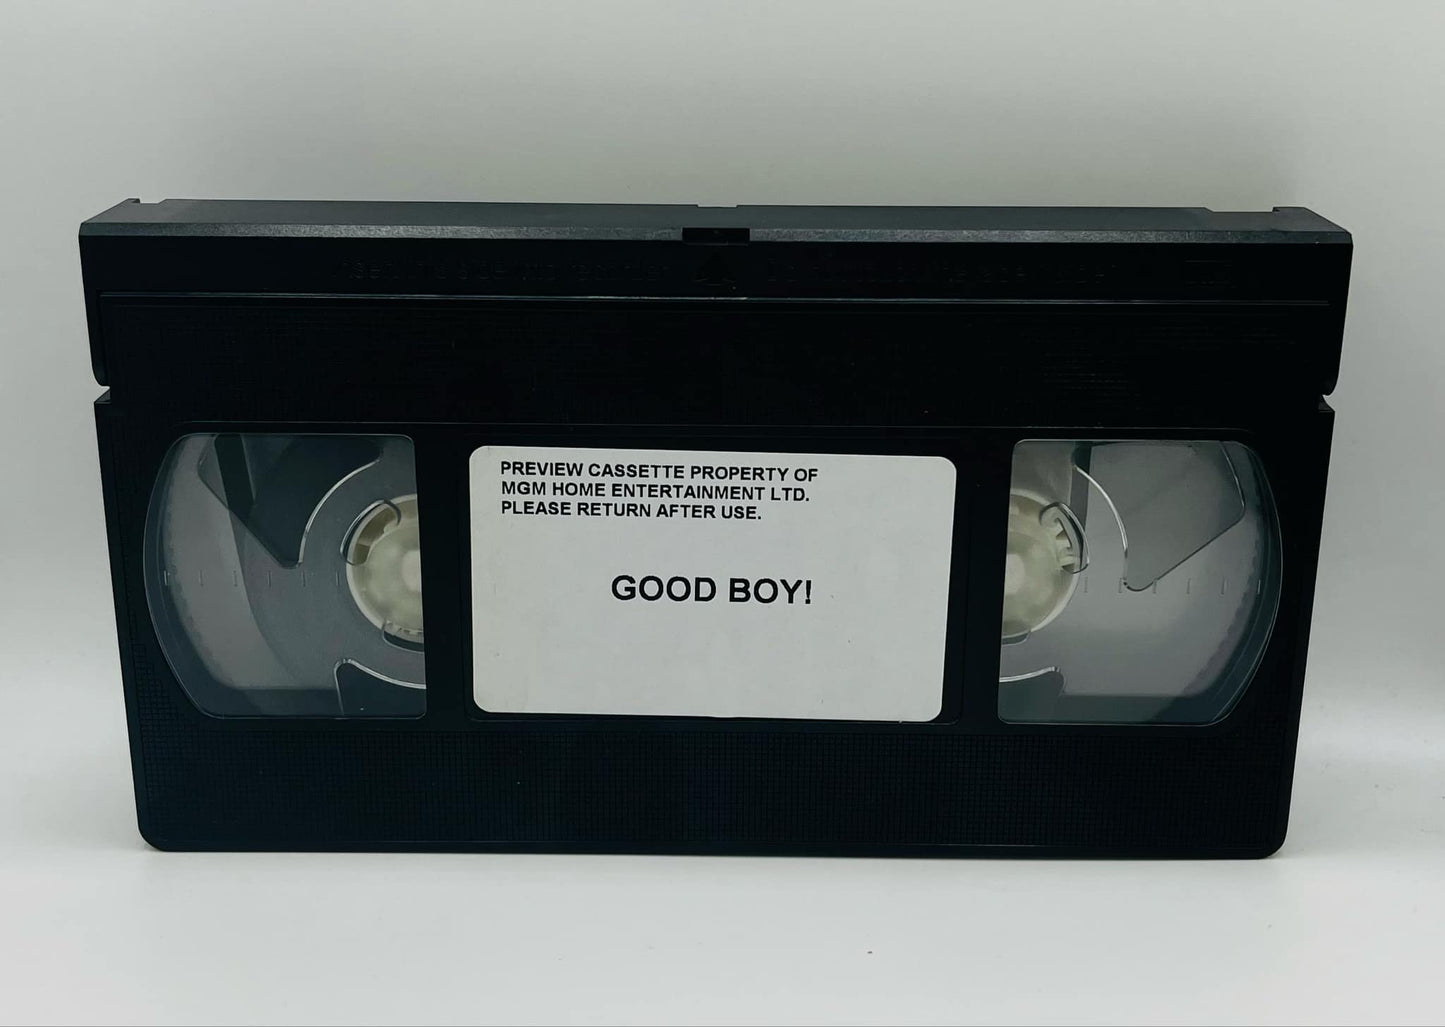 PREVIEW CASSETTE PROPERTY OF
MGM HOME ENTERTAINMENT LTD.
PLEASE RETURN AFTER USE.
GOOD BOY!